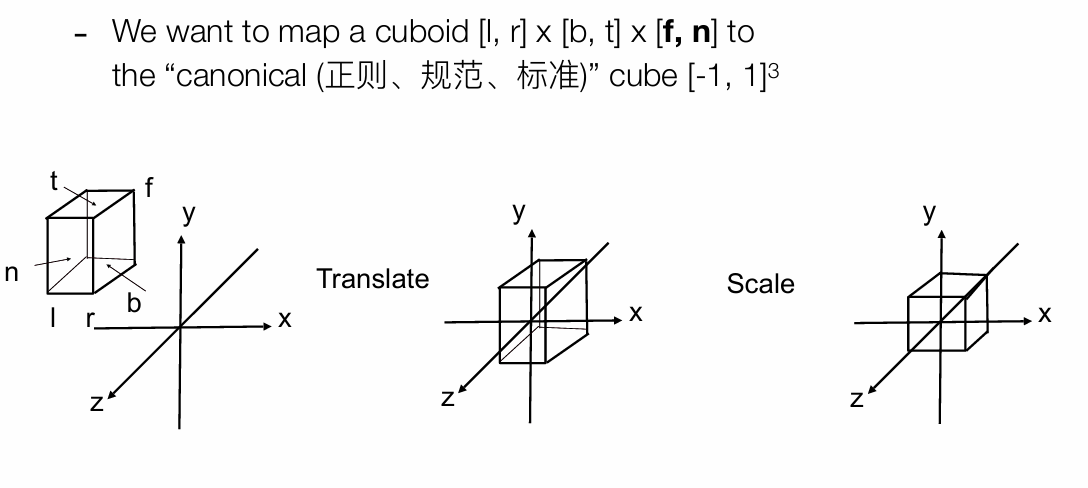 - We want to map a cuboid [l, r] x [b, t] x [f, n] to
the “canonical (正则、规范、标准)” cube [-1, 1]³
t
f
y
n
b
l
r
x
z
Translate
y
x
z
Scale
y
x
z